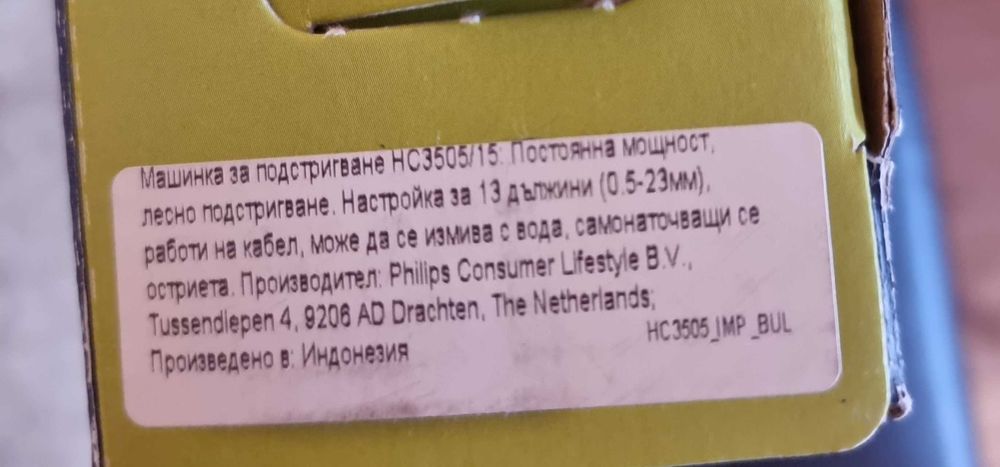 Машинка за подстригване HC3505/15: Постоянна мощност,
лесно подстригване. Настройка за 13 дължини (0.5-23мм),
работи на кабел, може да се измива с вода, самонаточващи се
остриета. Производител: Philips Consumer Lifestyle B.V.,
Tussendiepen 4, 9206 AD Drachten, The Netherlands;
HC3505_IMP_BUL
Произведено в: Индонезия